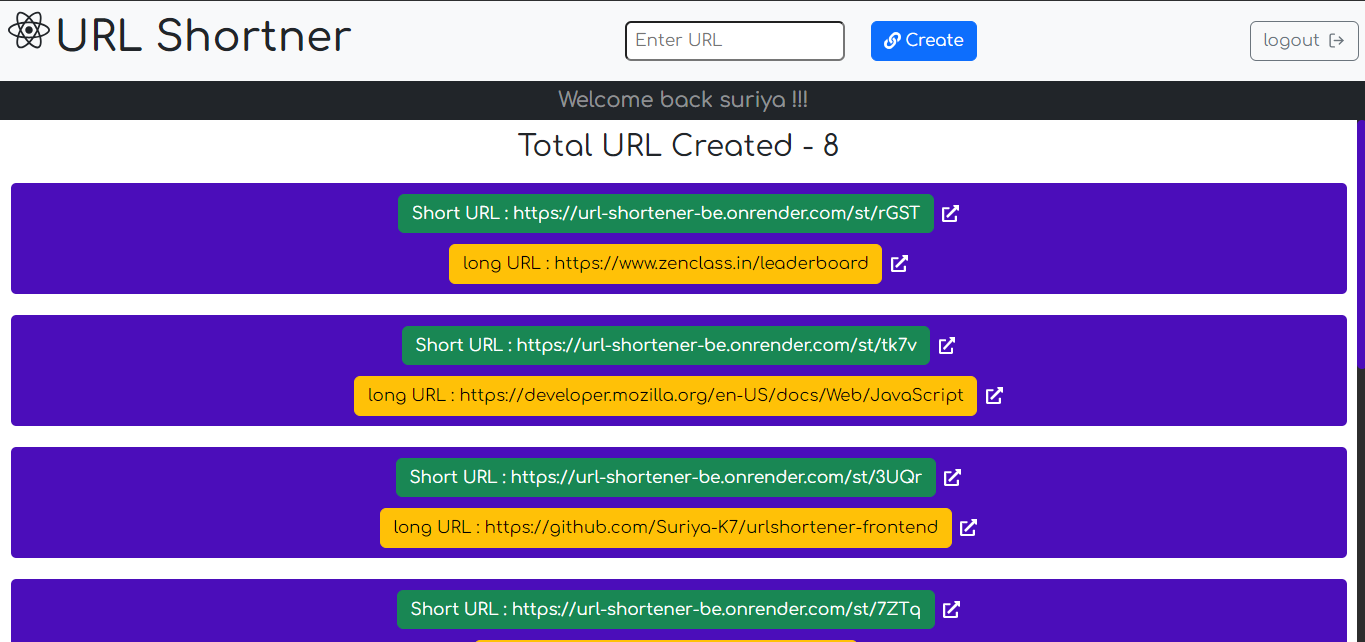 URL Shortner
Enter URL
Create
logout
Welcome back suriya !!!
Total URL Created - 8
Short URL : https://url-shortener-be.onrender.com/st/rGST
long URL : https://www.zenclass.in/leaderboard
Short URL : https://url-shortener-be.onrender.com/st/tk7v
long URL : https://developer.mozilla.org/en-US/docs/Web/JavaScript
Short URL : https://url-shortener-be.onrender.com/st/3UQr
long URL : https://github.com/Suriya-K7/urlshortener-frontend
Short URL : https://url-shortener-be.onrender.com/st/7ZTq